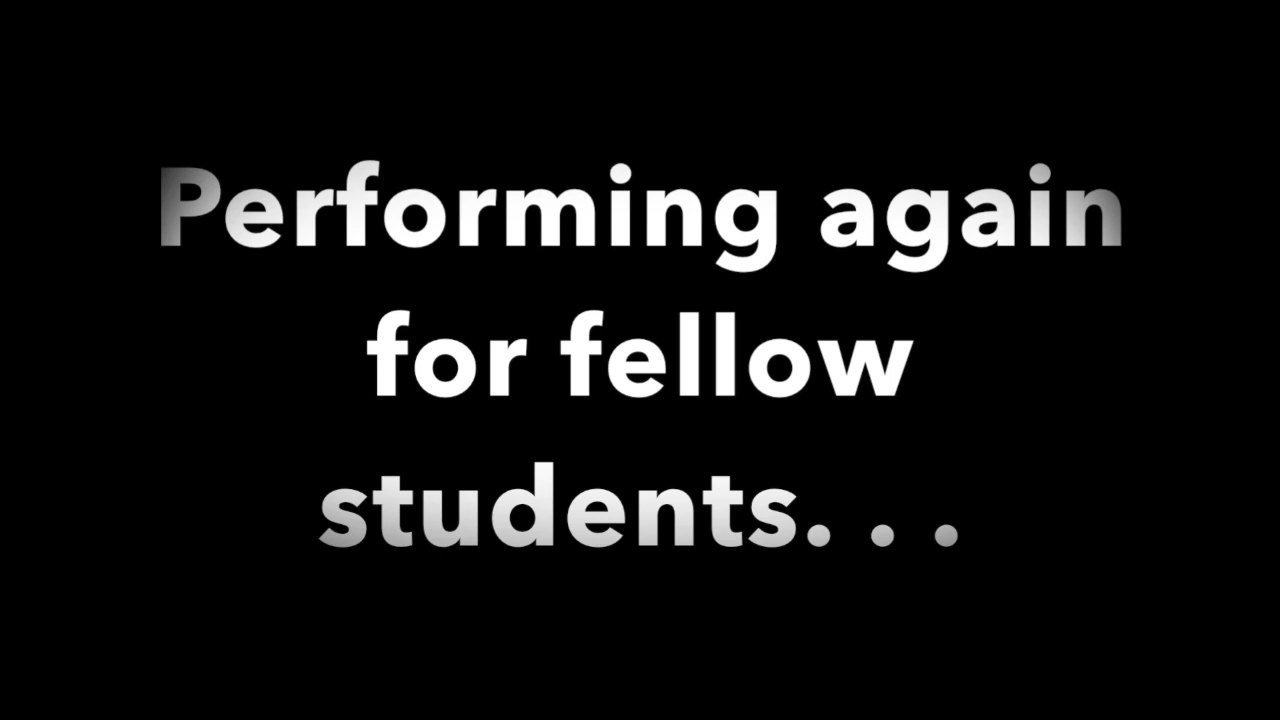 Performing again
for fellow
students. . .